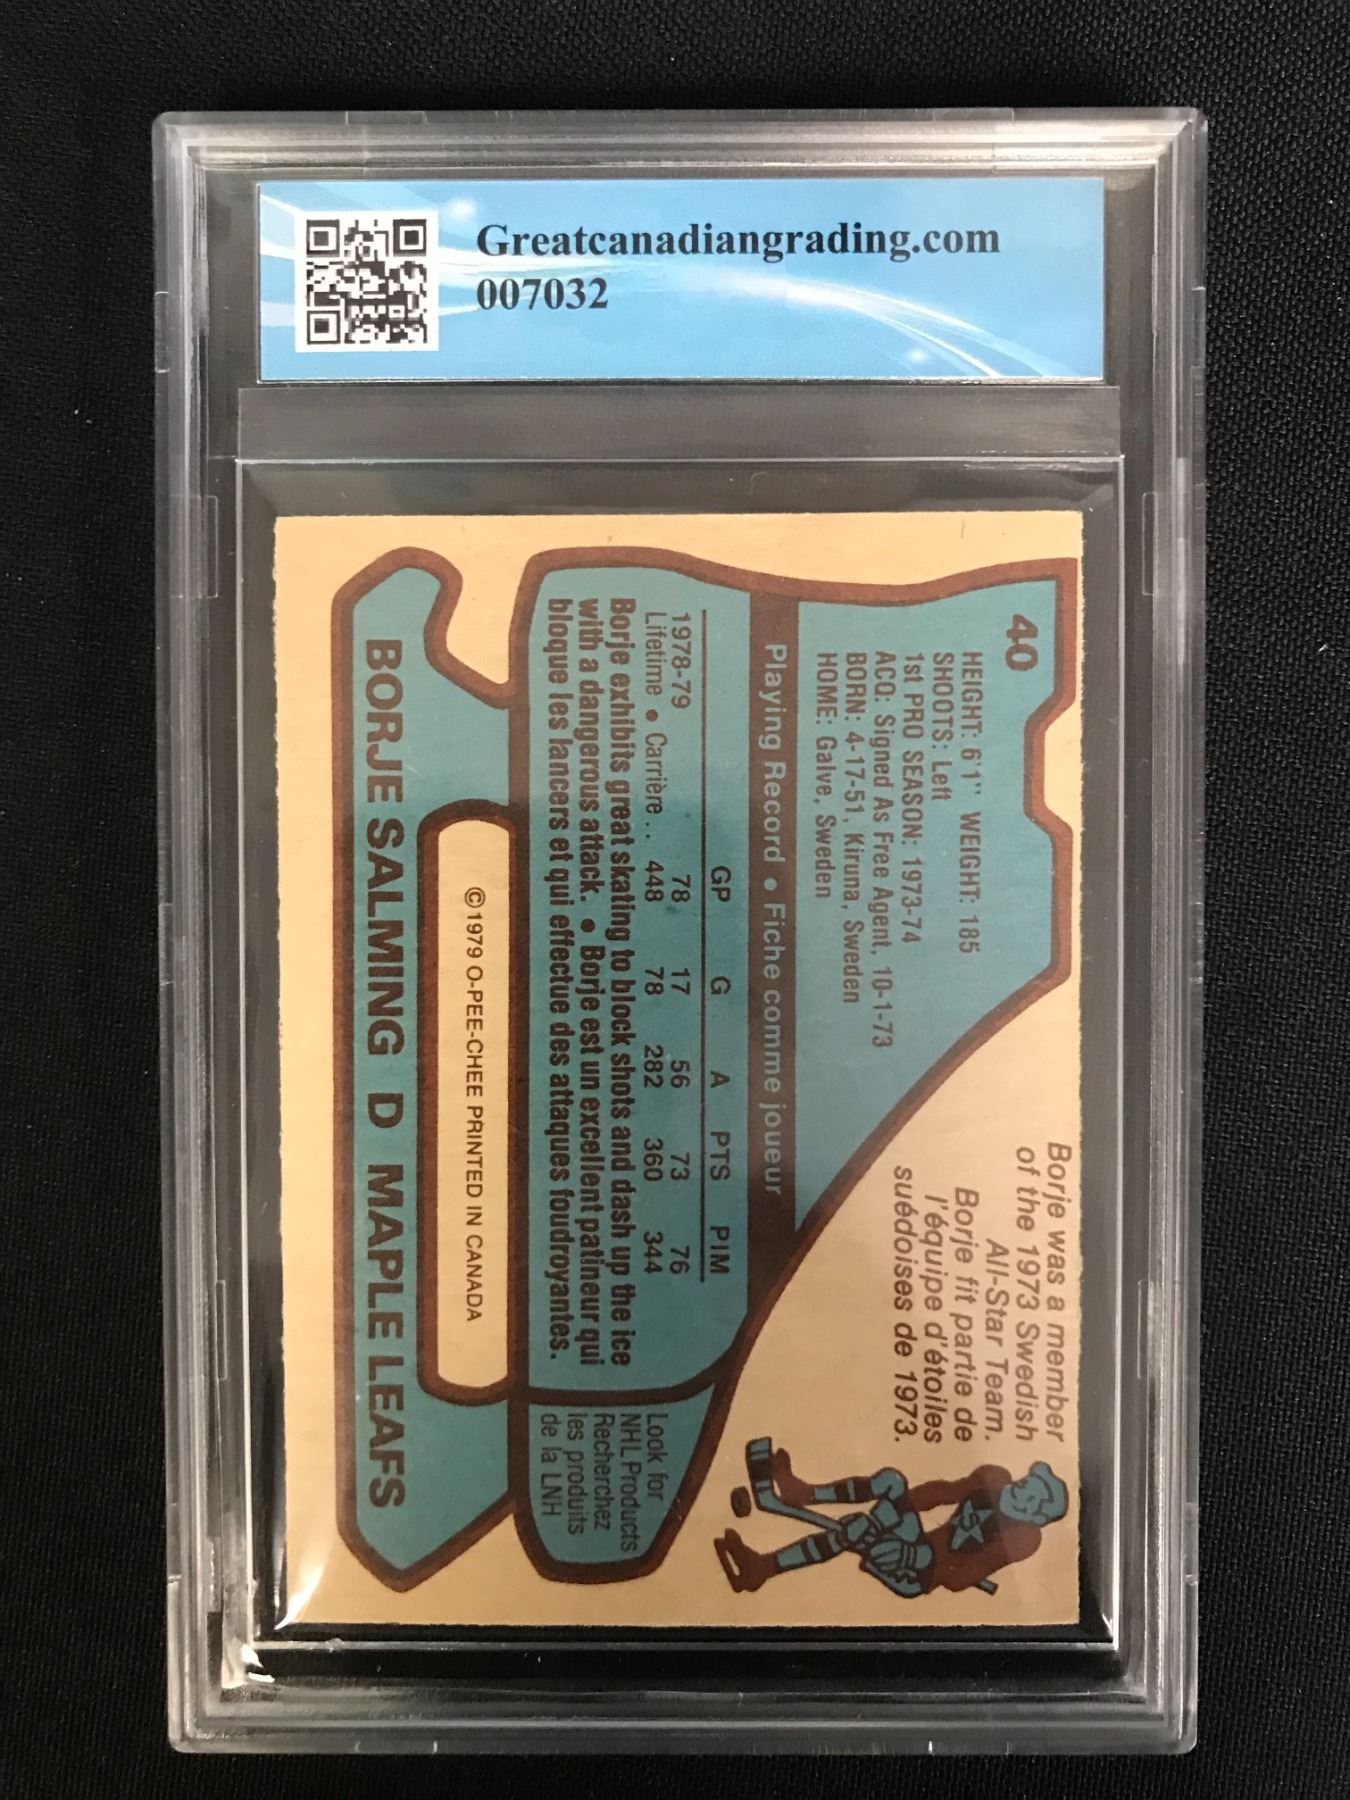 Greatcanadiangrading.com
007032
40
HEIGHT: 6'1" WEIGHT: 185
SHOOTS: Left
1st PRO SEASON: 1973-74
ACQ: Signed As Free Agent, 10-1-73
BORN: 4-17-51, Kiruna, Sweden
HOME: Galve, Sweden
Borje was a member
of the 1973 Swedish
All-Star Team.
Borje fit partie de
l'équipe d'étoiles
suédoises de 1973.
Playing Record • Fiche comme joueur
GP G A PTS PIM
1978-79 78 17 56 73 76
Lifetime • Carrière .. 448 78 282 360 344
Borje exhibits great skating to block shots and dash up the ice
with a dangerous attack. • Borje est un excellent patineur qui
bloque les lancers et qui effectue des attaques foudroyantes.
Look for
NHL Products
Recherchez
les produits
de la LNH
©1979 O-PEE-CHEE PRINTED IN CANADA
BORJE SALMING D MAPLE LEAFS